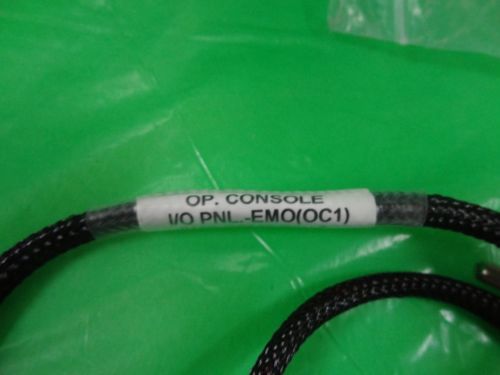 OP. CONSOLE
I/O PNL.-EMO(OC1)